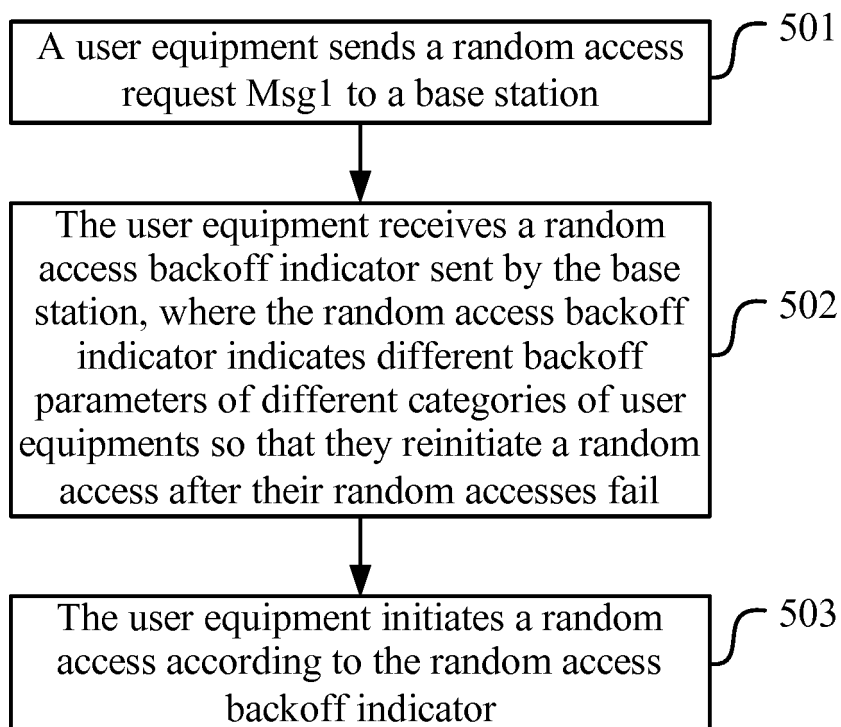 A user equipment sends a random access
request Msg1 to a base station
501
The user equipment receives a random
access backoff indicator sent by the base
station, where the random access backoff
indicator indicates different backoff
parameters of different categories of user
equipments so that they reinitiate a random
access after their random accesses fail
502
The user equipment initiates a random
access according to the random access
backoff indicator
503